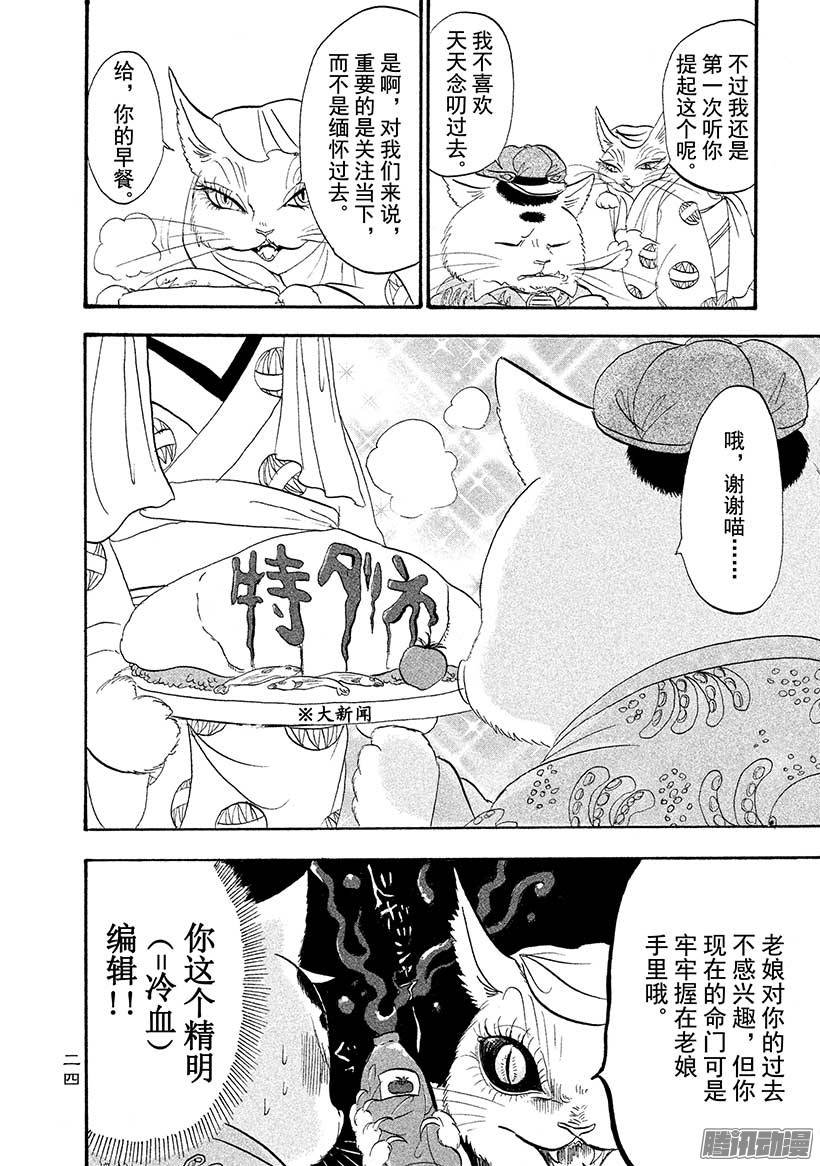 不过我还是
第一次听你
提起这个呢。
我不喜欢
天天念叨过去。
是啊，对我们来说，
重要的是关注当下，
而不是缅怀过去。
给，你
的早餐。
哦，谢谢喵……
特ダネ
※大新闻
老娘对你的过去
不感兴趣，但你
现在的命门可是
牢牢握在老娘
手里哦。
你这个精明
（=冷血）
编辑！！
二四
腾讯动漫